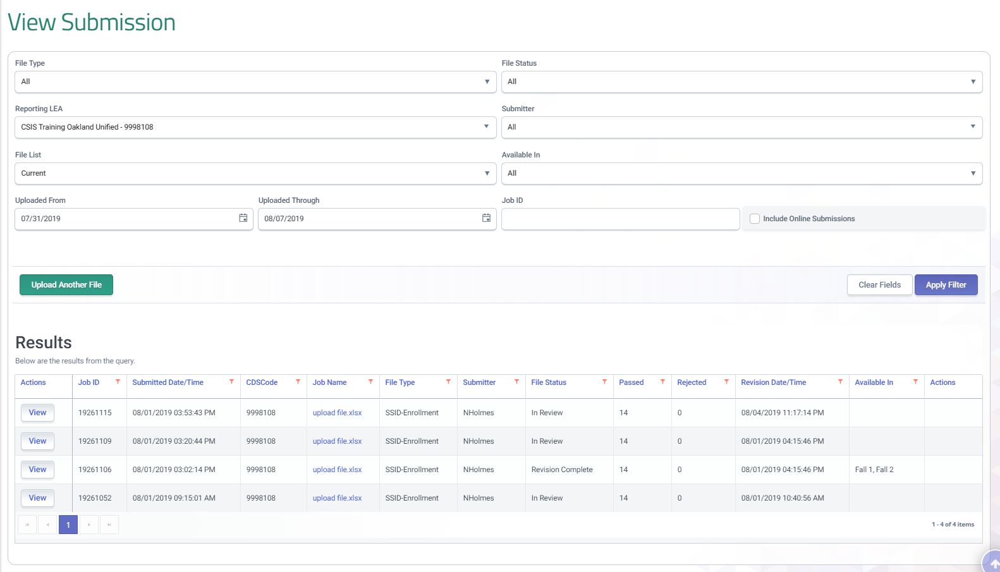 View Submission
File Type
File Status
All
All
Reporting LEA
Submitter
CSIS Training Oakland Unified - 9998108
All
File List
Available In
Current
All
Uploaded From
Uploaded Through
Job ID
07/31/2019
08/07/2019
Include Online Submissions
Upload Another File
Clear Fields
Apply Filter
Results
Below are the results from the query.
Actions Job ID Submitted Date/Time CDSCode Job Name File Type Submitter File Status Passed Rejected Revision Date/Time Available In Actions
View 19261115 08/01/2019 03:53:43 PM 9998108 upload file.xlsx SSID-Enrollment NHolmes In Review 14 0 08/04/2019 11:17:14 PM
View 19261109 08/01/2019 03:20:44 PM 9998108 upload file.xlsx SSID-Enrollment NHolmes In Review 14 0 08/01/2019 04:15:46 PM
View 19261106 08/01/2019 03:02:14 PM 9998108 upload file.xlsx SSID-Enrollment NHolmes Revision Complete 14 0 08/01/2019 04:15:46 PM Fall 1, Fall 2
View 19261052 08/01/2019 09:15:01 AM 9998108 upload file.xlsx SSID-Enrollment NHolmes In Review 14 0 08/01/2019 10:40:56 AM
1
1 - 4 of 4 items